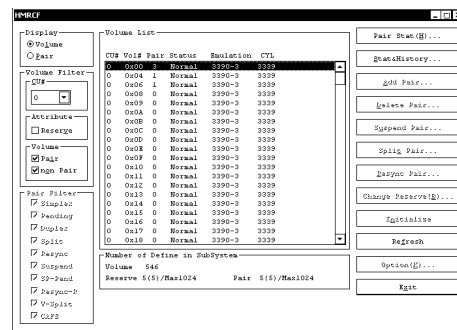 HMRCF
Display
Volume
Pair
Volume Filter
CU#
0
Attribute
Reserve
Volume
Pair
non Pair
Pair Filter
Simplex
Pending
Duplex
Split
Resync
Suspend
SP-Pend
Resync-R
V-Split
Volume List
CU# Vol# Pair Status Emulation CYL
0 0x00 3 Normal 3390-3 3339
0 0x04 1 Normal 3390-3 3339
0 0x06 1 Normal 3390-3 3339
0 0x08 0 Normal 3390-3 3339
0 0x09 0 Normal 3390-3 3339
0 0x0A 0 Normal 3390-3 3339
0 0x0B 0 Normal 3390-3 3339
0 0x0C 0 Normal 3390-3 3339
0 0x0D 0 Normal 3390-3 3339
0 0x0E 0 Normal 3390-3 3339
0 0x0F 0 Normal 3390-3 3339
0 0x10 0 Normal 3390-3 3339
0 0x11 0 Normal 3390-3 3339
0 0x12 0 Normal 3390-3 3339
0 0x13 0 Normal 3390-3 3339
0 0x14 0 Normal 3390-3 3339
0 0x15 0 Normal 3390-3 3339
0 0x16 0 Normal 3390-3 3339
0 0x17 0 Normal 3390-3 3339
0 0x18 0 Normal 3390-3 3339
Number of Define in SubSystem
Volume 546
Reserve 5(5)/Max1024 Pair 5(5)/Max1024
Pair Stat(H)...
Stat&History...
Add Pair...
Delete Pair...
Suspend Pair...
Split Pair...
Resync Pair...
Change Reserve(B)...
Initialize
Refresh
Exit